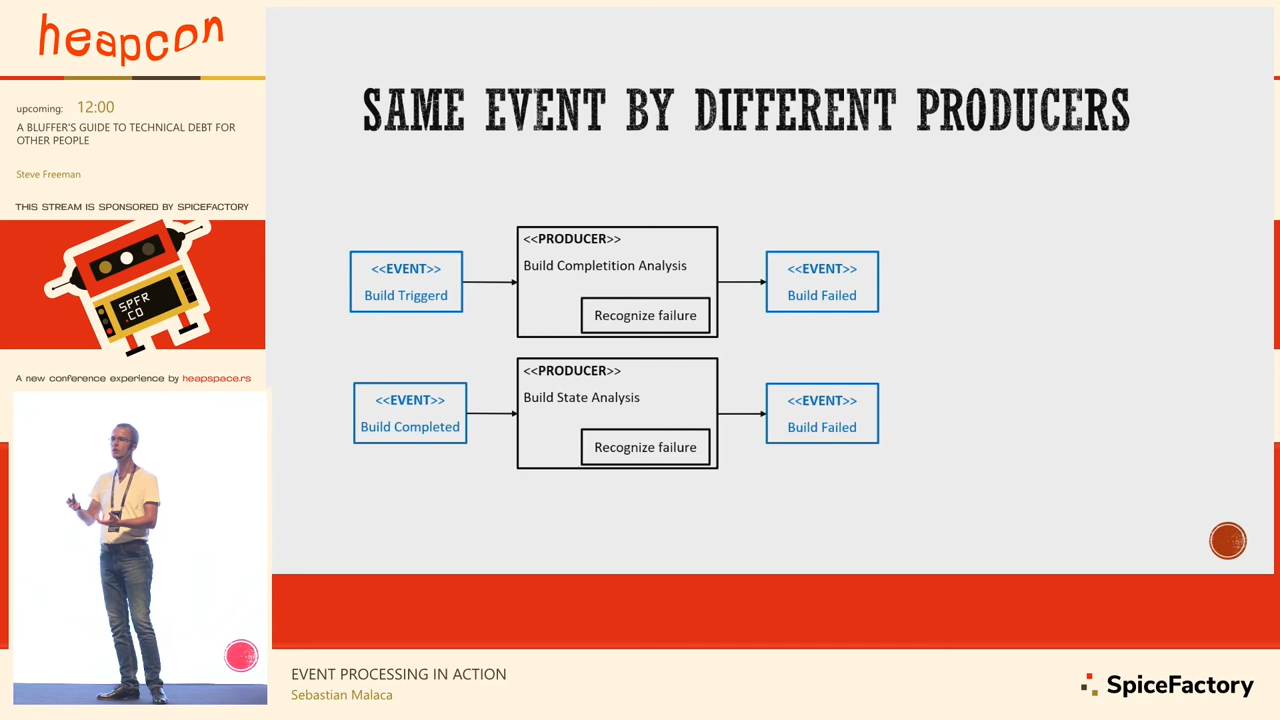 heapcon
upcoming: 12:00
A BLUFFER'S GUIDE TO TECHNICAL DEBT FOR
OTHER PEOPLE
Steve Freeman
THIS STREAM IS SPONSORED BY SPICEFACTORY
SPFR
.CO
A new conference experience by heapspace.rs
SAME EVENT BY DIFFERENT PRODUCERS
<<EVENT>>
Build Triggerd
<<PRODUCER>>
Build Completition Analysis
Recognize failure
<<EVENT>>
Build Failed
<<EVENT>>
Build Completed
<<PRODUCER>>
Build State Analysis
Recognize failure
<<EVENT>>
Build Failed
EVENT PROCESSING IN ACTION
Sebastian Malaca
SpiceFactory